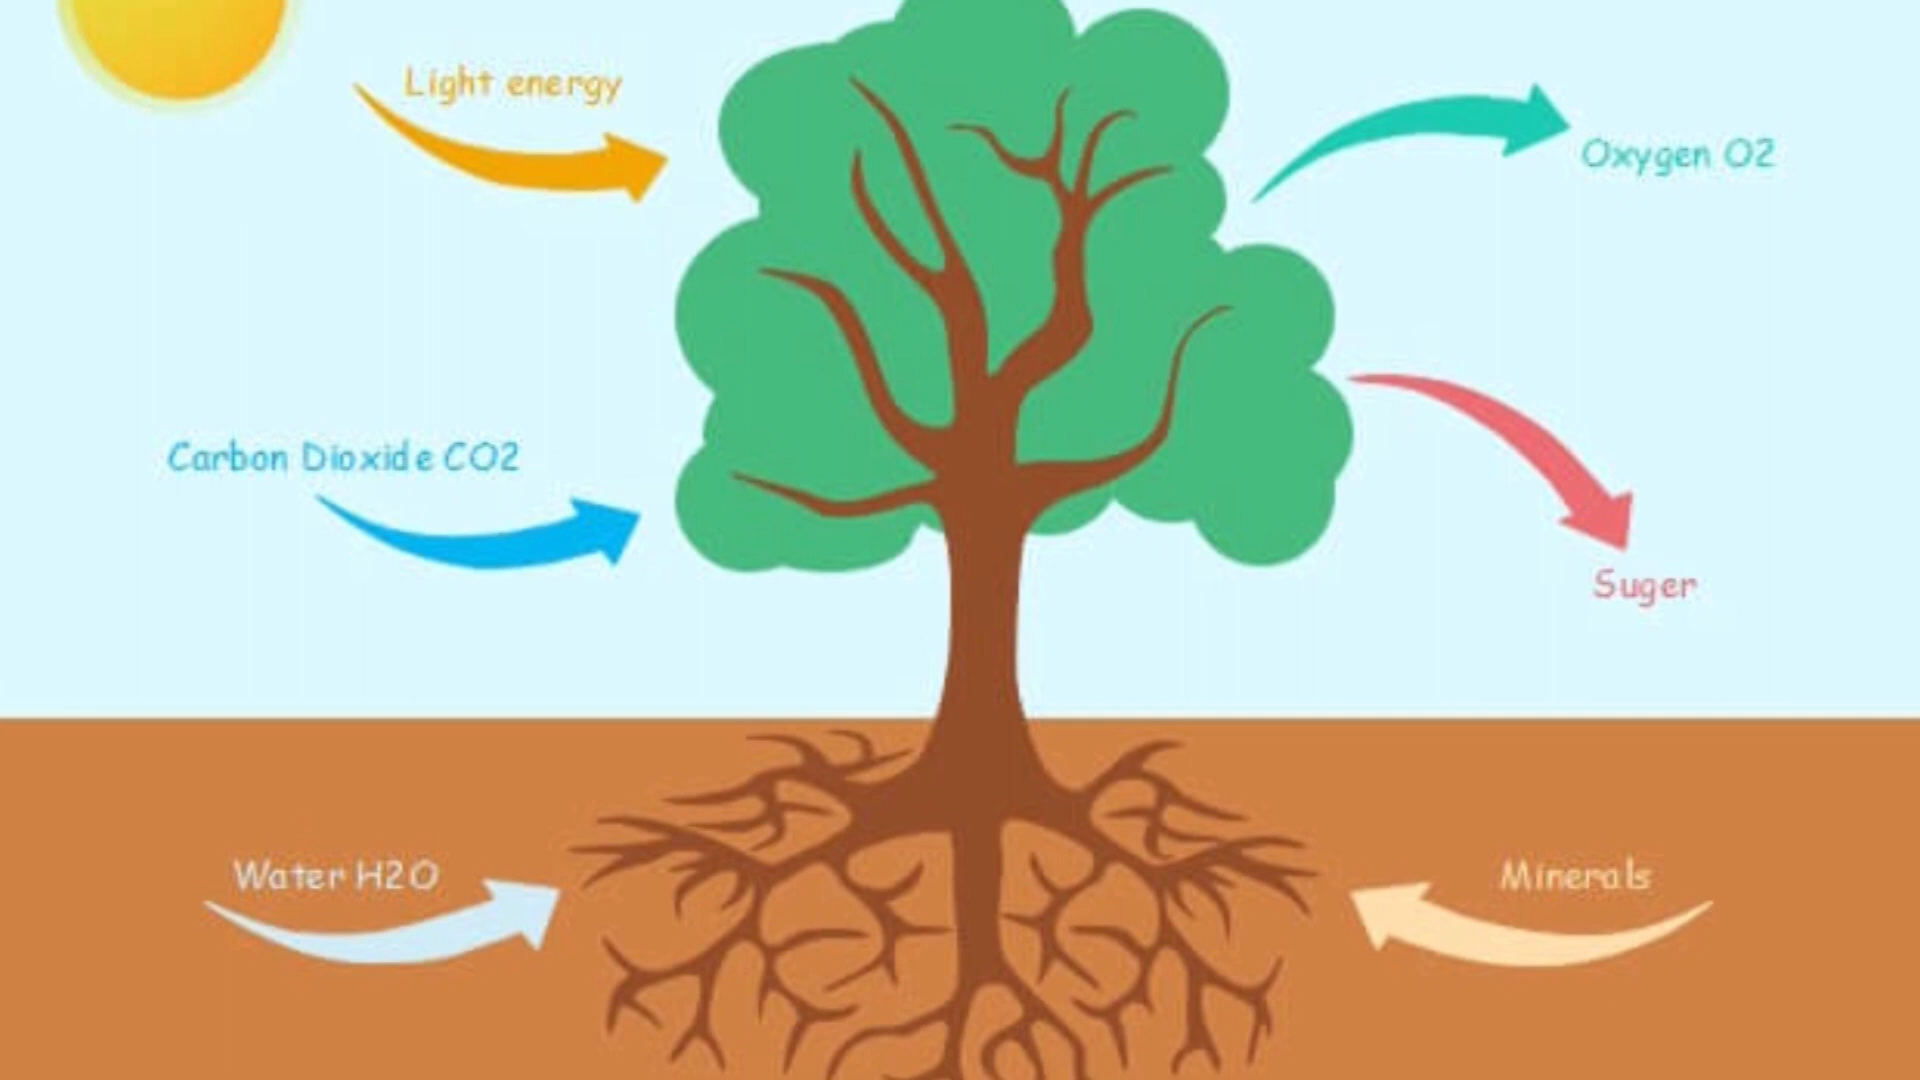 Light energy
Oxygen O2
Carbon Dioxide CO2
Suger
Water H2O
Minerals